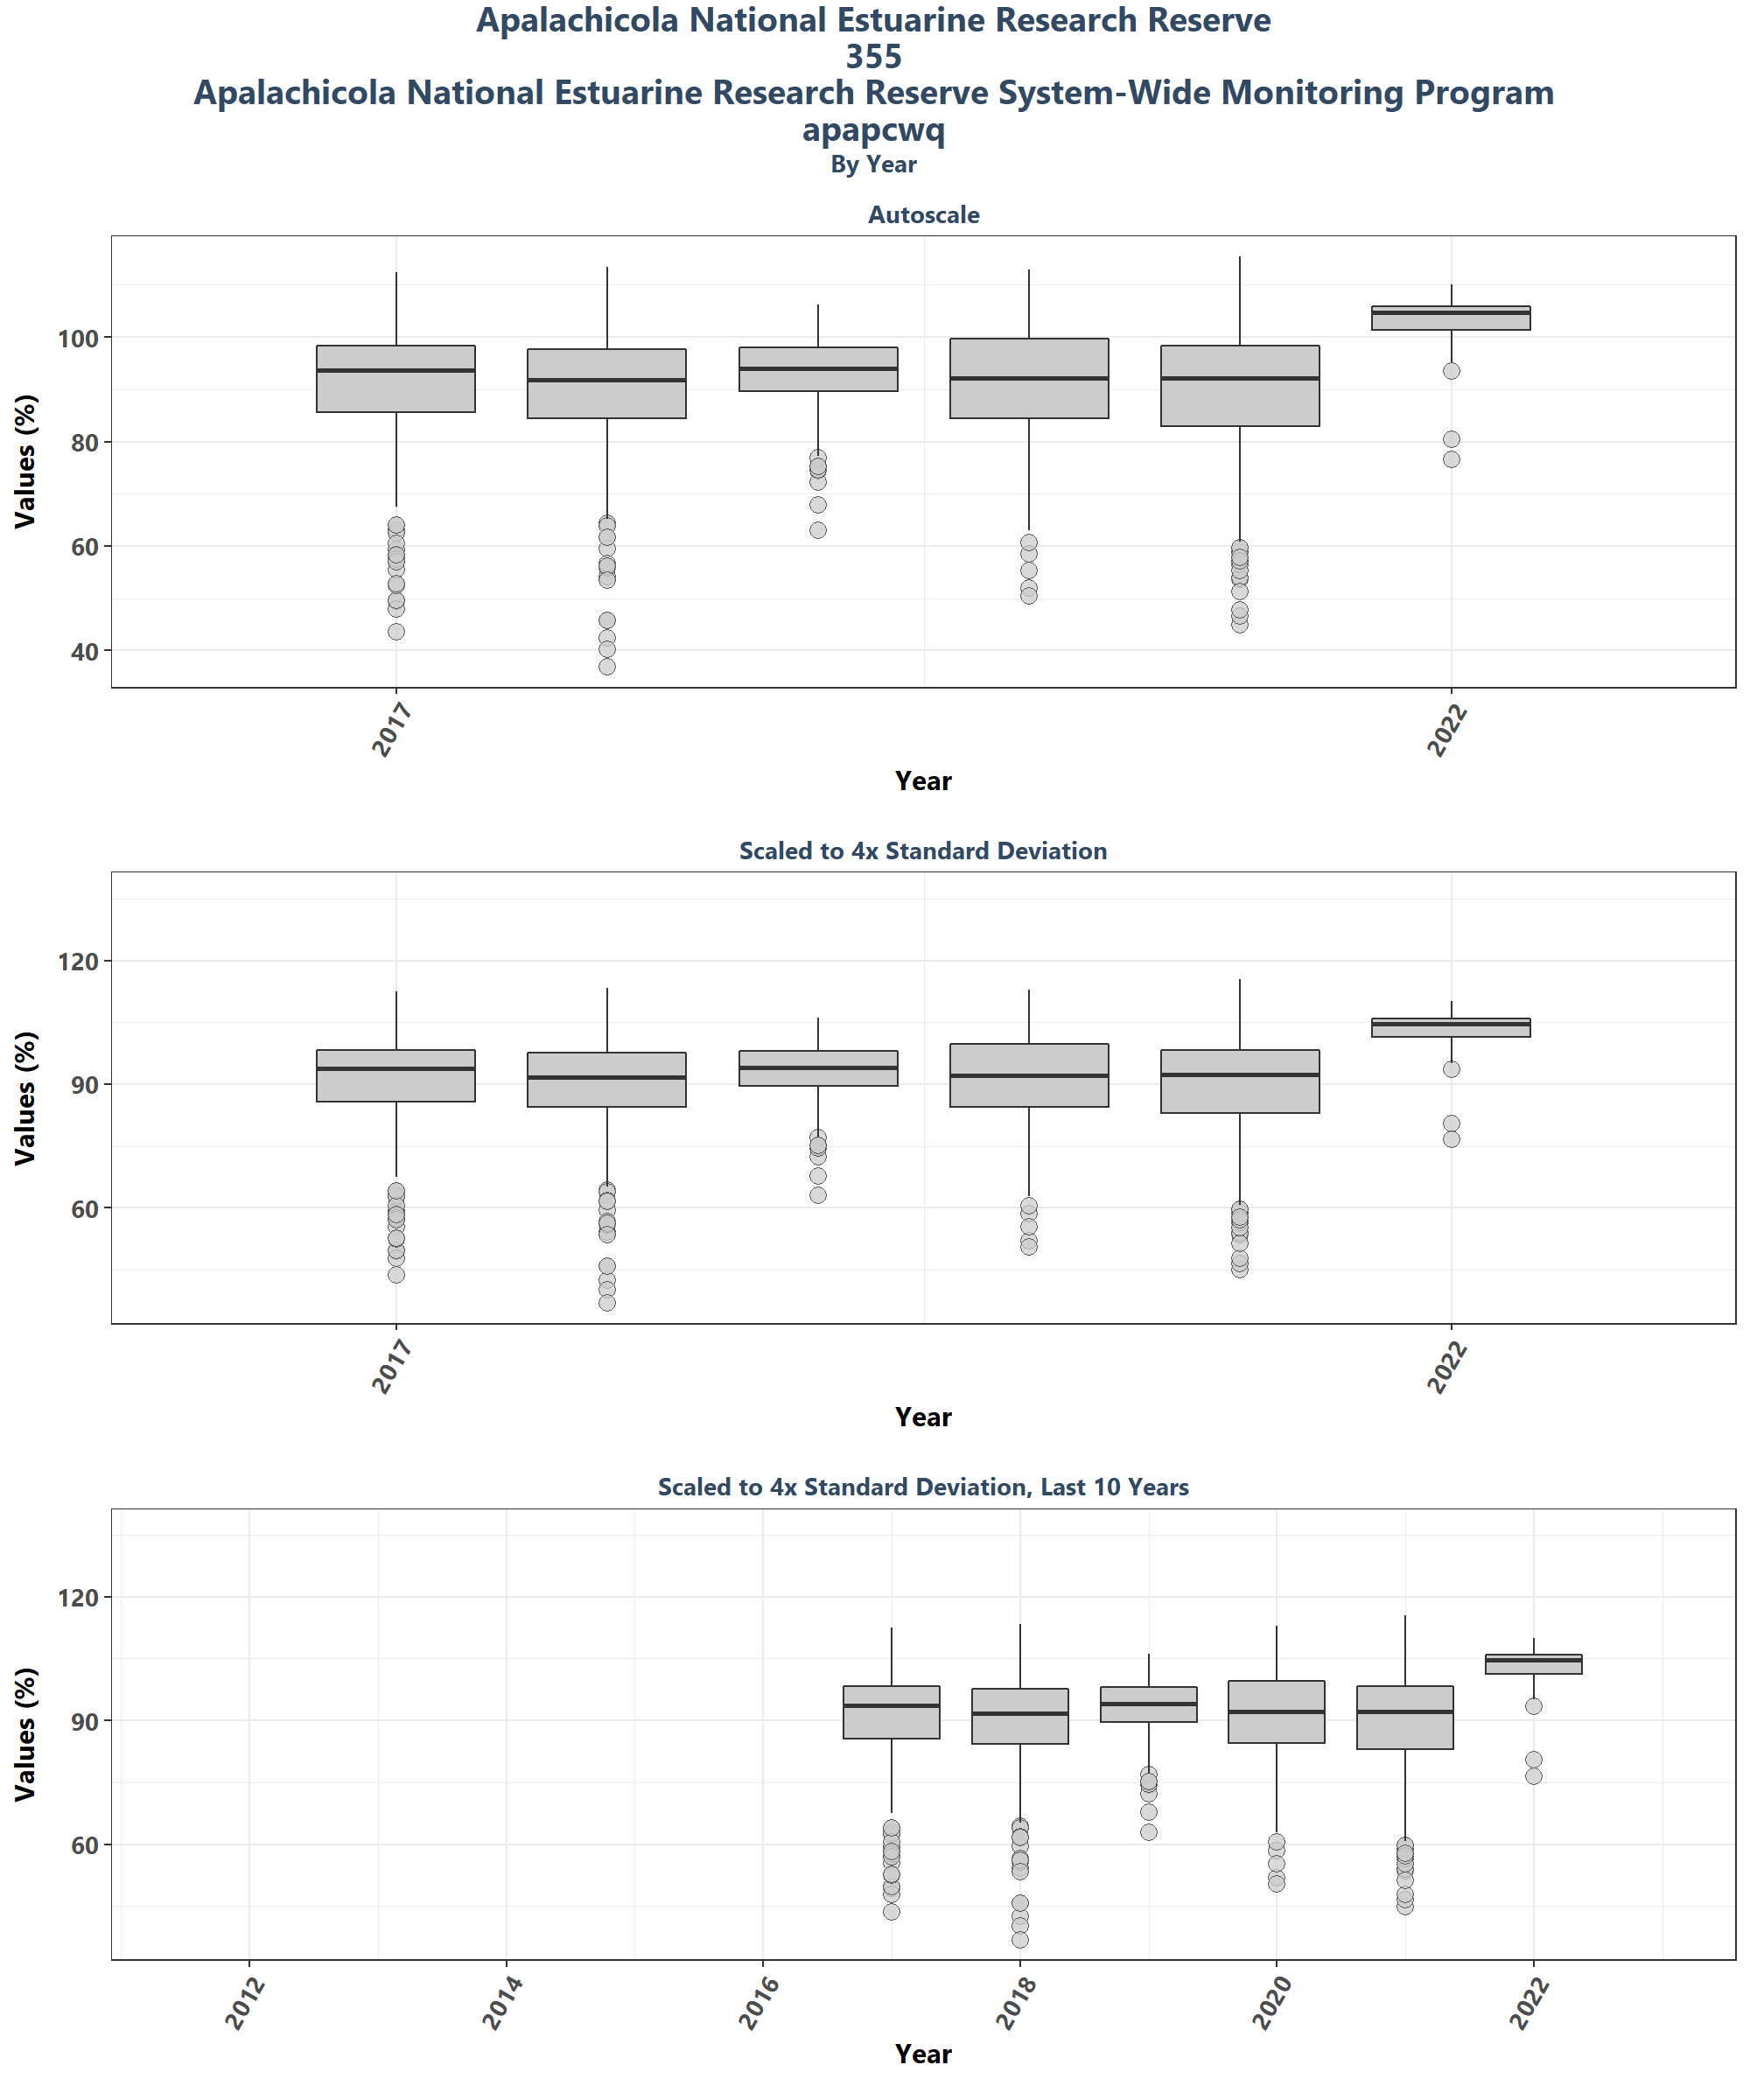 Apalachicola National Estuarine Research Reserve
355
Apalachicola National Estuarine Research Reserve System-Wide Monitoring Program
apapcwq
By Year
Autoscale
Values (%)
100
80
60
40
2017
2022
Year
Scaled to 4x Standard Deviation
Values (%)
120
90
60
2017
2022
Year
Scaled to 4x Standard Deviation, Last 10 Years
Values (%)
120
90
60
2012
2014
2016
2018
2020
2022
Year